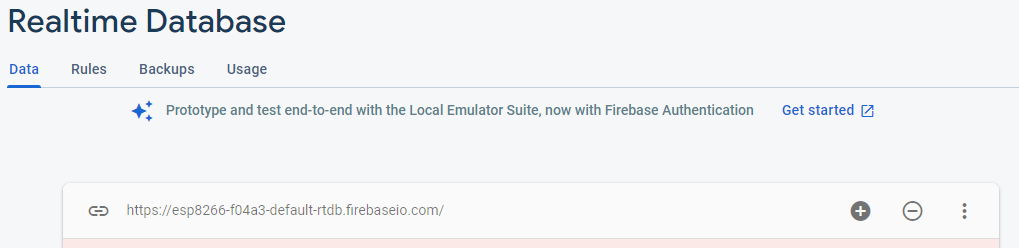 Realtime Database
Data Rules Backups Usage
Prototype and test end-to-end with the Local Emulator Suite, now with Firebase Authentication Get started
https://esp8266-f04a3-default-rtdb.firebaseio.com/